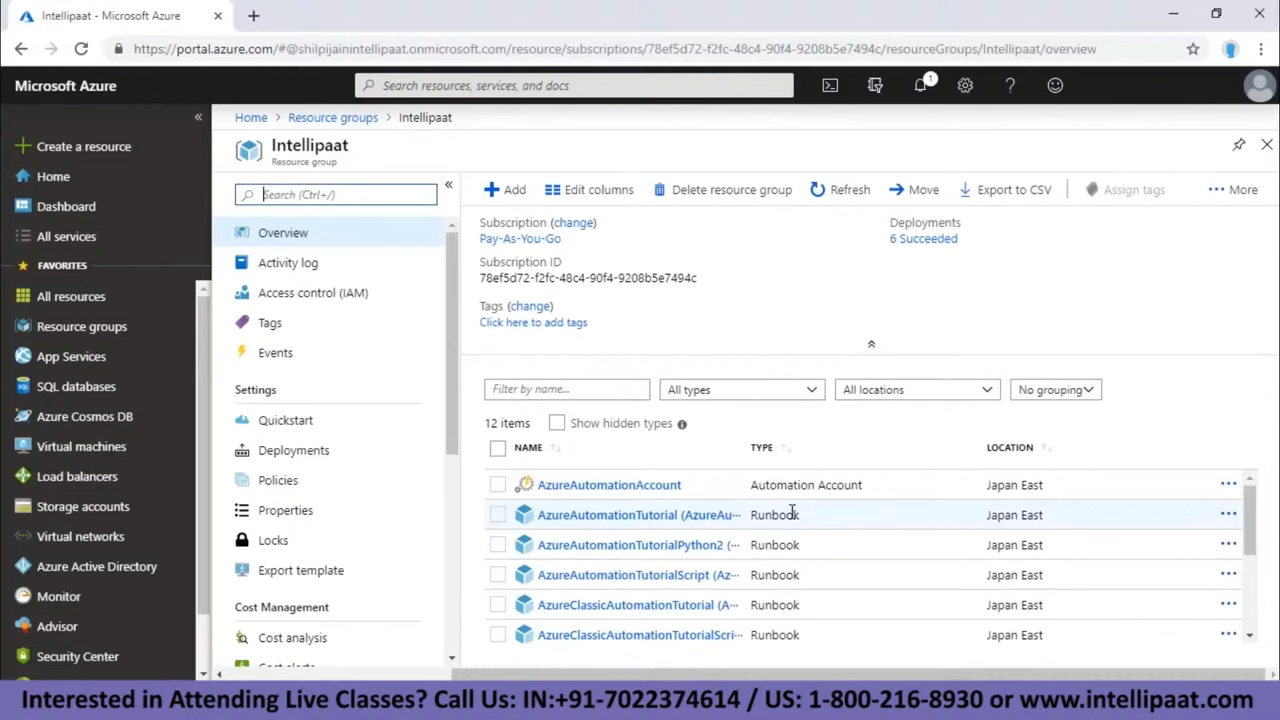 Intellipaat - Microsoft Azure
https://portal.azure.com/#@shilpijainintellipaat.onmicrosoft.com/resource/subscriptions/78ef5d72-f2fc-48c4-90f4-9208b5e7494c/resourceGroups/Intellipaat/overview
Microsoft Azure
Search resources, services, and docs
1
Create a resource
Home
Dashboard
All services
FAVORITES
All resources
Resource groups
App Services
SQL databases
Azure Cosmos DB
Virtual machines
Load balancers
Storage accounts
Virtual networks
Azure Active Directory
Monitor
Advisor
Security Center
Home > Resource groups > Intellipaat
Intellipaat
Resource group
Search (Ctrl+/)
Overview
Activity log
Access control (IAM)
Tags
Events
Settings
Quickstart
Deployments
Policies
Properties
Locks
Export template
Cost Management
Cost analysis
Cost alerts
Add Edit columns Delete resource group Refresh Move Export to CSV Assign tags More
Subscription (change)
Pay-As-You-Go
Subscription ID
78ef5d72-f2fc-48c4-90f4-9208b5e7494c
Tags (change)
Click here to add tags
Deployments
6 Succeeded
Filter by name... All types All locations No grouping
12 items Show hidden types
NAME TYPE LOCATION
AzureAutomationAccount Automation Account Japan East
AzureAutomationTutorial (AzureAu··· Runbook Japan East
AzureAutomationTutorialPython2 (··· Runbook Japan East
AzureAutomationTutorialScript (Az··· Runbook Japan East
AzureClassicAutomationTutorial (A··· Runbook Japan East
AzureClassicAutomationTutorialScri··· Runbook Japan East
Interested in Attending Live Classes? Call Us: IN:+91-7022374614 / US: 1-800-216-8930 or www.intellipaat.com